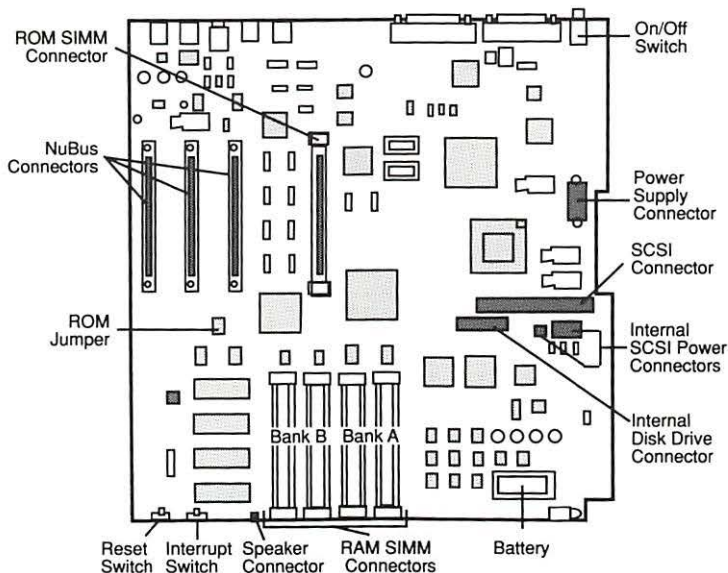 ROM SIMM
Connector
On/Off
Switch
NuBus
Connectors
Power
Supply
Connector
SCSI
Connector
ROM
Jumper
Internal
SCSI Power
Connectors
Bank B
Bank A
Internal
Disk Drive
Connector
Reset
Switch
Interrupt
Switch
Speaker
Connector
RAM SIMM
Connectors
Battery